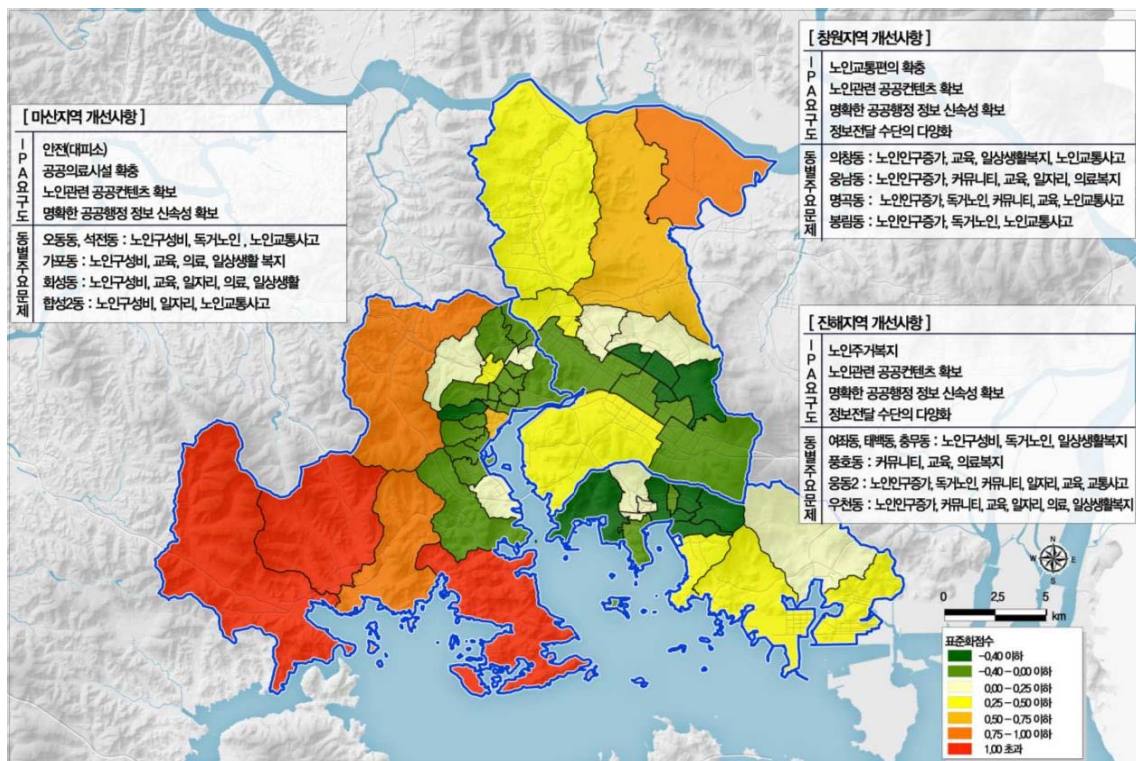 [ 마산지역 개선사항 ]
IPA요구도
안전(대피소)
공공의료시설 확충
노인관련 공공컨텐츠 확보
명확한 공공행정 정보 신속성 확보
동별주요문제
오동동, 석전동 : 노인구성비, 독거노인 , 노인교통사고
가포동 : 노인구성비, 교육, 의료, 일상생활 복지
화성동 : 노인구성비, 교육, 일자리, 의료, 일상생활
합성2동 : 노인구성비, 일자리, 노인교통사고
[ 창원지역 개선사항 ]
IPA요구도
노인교통편의 확충
노인관련 공공컨텐츠 확보
명확한 공공행정 정보 신속성 확보
정보전달 수단의 다양화
동별주요문제
의창동 : 노인인구증가, 교육, 일상생활복지, 노인교통사고
웅남동 : 노인인구증가, 커뮤니티, 교육, 일자리, 의료복지
명곡동 : 노인인구증가, 독거노인, 커뮤니티, 교육, 노인교통사고
봉림동 : 노인인구증가, 독거노인, 노인교통사고
[ 진해지역 개선사항 ]
IPA요구도
노인주거복지
노인관련 공공컨텐츠 확보
명확한 공공행정 정보 신속성 확보
정보전달 수단의 다양화
동별주요문제
여좌동, 태백동, 충무동 : 노인구성비, 독거노인, 일상생활복지
풍호동 : 커뮤니티, 교육, 의료복지
웅동2 : 노인인구증가, 독거노인, 커뮤니티, 일자리, 교육, 교통사고
우천동 : 노인인구증가, 커뮤니티, 교육, 일자리, 의료, 일상생활복지
N
W E
S
0 2.5 5
km
표준화점수
-0.40 이하
-0.40 - 0.00 이하
0.00 - 0.25 이하
0.25 - 0.50 이하
0.50 - 0.75 이하
0.75 - 1.00 이하
1.00 초과